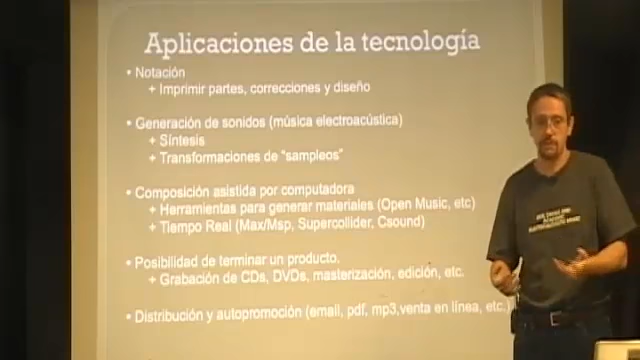 Aplicaciones de la tecnología
• Notación
+ Imprimir partes, correcciones y diseño
• Generación de sonidos (música electroacústica)
+ Síntesis
+ Transformaciones de "sampleos"
• Composición asistida por computadora
+ Herramientas para generar materiales (Open Music, etc)
+ Tiempo Real (Max/Msp, Supercollider, Csound)
• Posibilidad de terminar un producto.
+ Grabación de CDs, DVDs, masterización, edición, etc.
• Distribución y autopromoción (email, pdf, mp3,venta en línea, etc.)